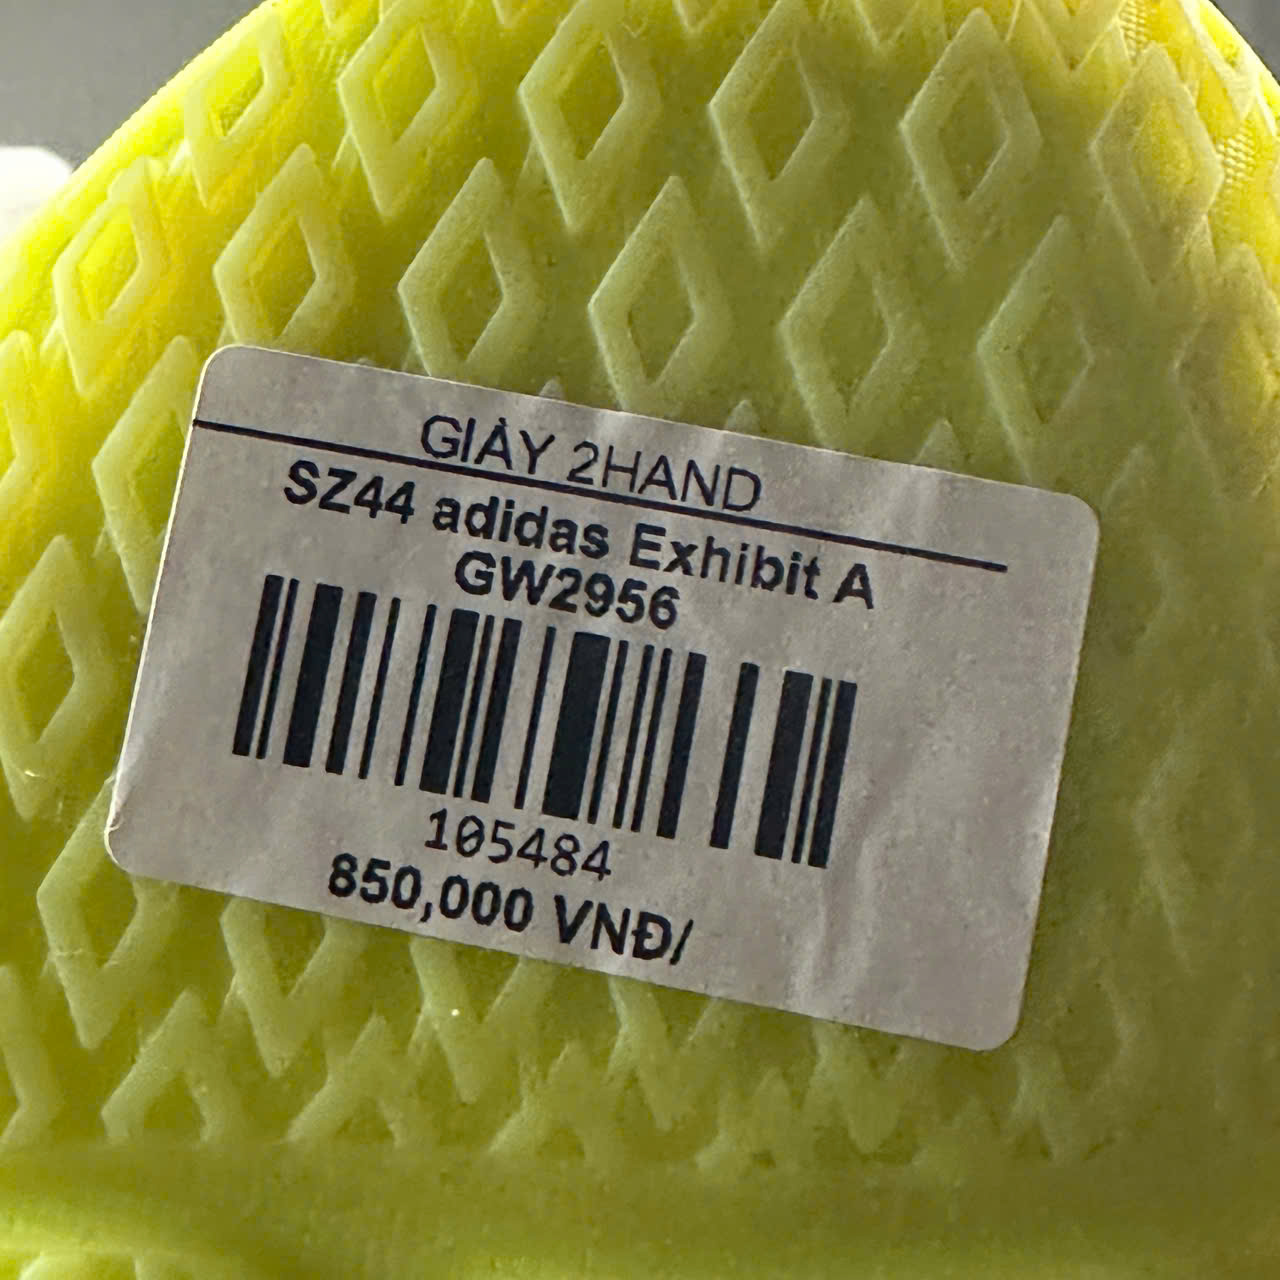 GIÀY 2HAND
SZ44 adidas Exhibit A
GW2956
105484
850,000 VNĐ/